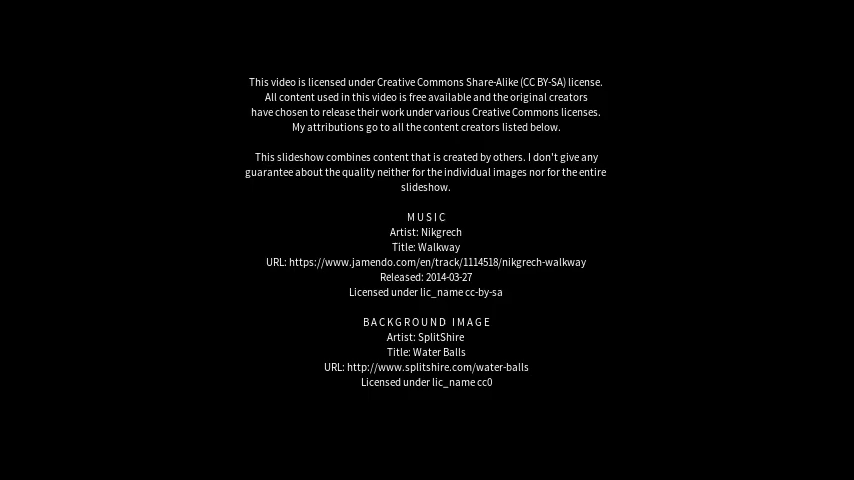 This video is licensed under Creative Commons Share-Alike (CC BY-SA) license.
All content used in this video is free available and the original creators
have chosen to release their work under various Creative Commons licenses.
My attributions go to all the content creators listed below.
This slideshow combines content that is created by others. I don't give any
guarantee about the quality neither for the individual images nor for the entire
slideshow.
MUSIC
Artist: Nikgrech
Title: Walkway
URL: https://www.jamendo.com/en/track/1114518/nikgrech-walkway
Released: 2014-03-27
Licensed under lic_name cc-by-sa
BACKGROUND IMAGE
Artist: SplitShire
Title: Water Balls
URL: http://www.splitshire.com/water-balls
Licensed under lic_name cc0